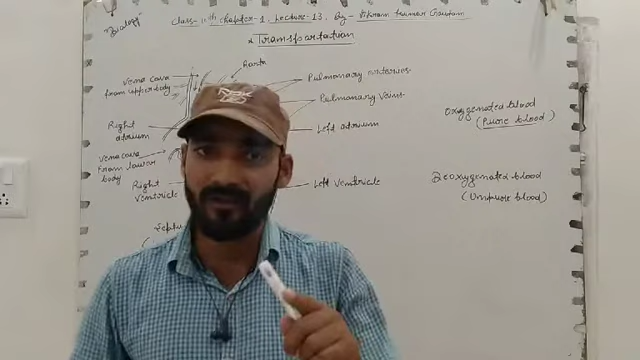 "Biology" Class-10th Chapter-1 Lecture-13 By- Vikram Kumar Gautam
Transportation
Aorta
Vena cava
from upper body
Pulmonary arteries
Pulmonary veins
Right
atrium
Left atrium
Vena cava
from lower
body
Right
ventricle
Left ventricle
Septum
Oxygenated blood
(Pure blood)
Deoxygenated blood
(Unpure blood)